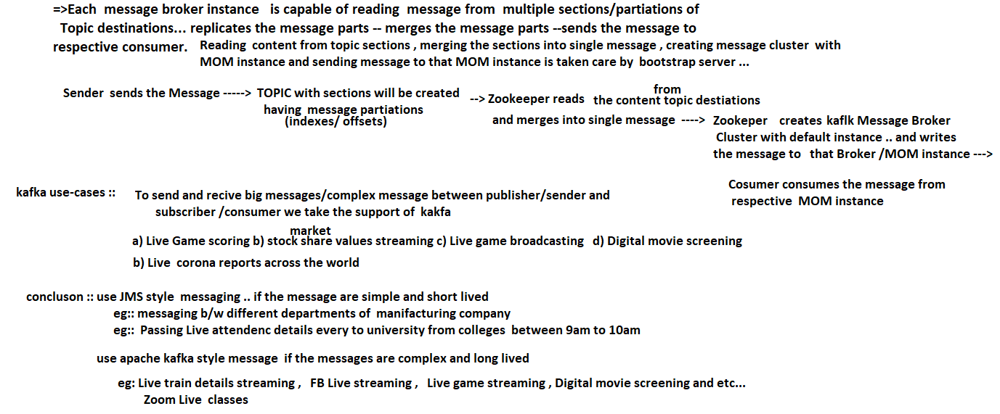 =>Each message broker instance is capable of reading message from multiple sections/partiations of
Topic destinations... replicates the message parts -- merges the message parts --sends the message to
respective consumer.
Reading content from topic sections , merging the sections into single message , creating message cluster with
MOM instance and sending message to that MOM instance is taken care by bootstrap server ...
Sender sends the Message -----> TOPIC with sections will be created
having message partiations
(indexes/ offsets)
--> Zookeeper reads the content topic destiations
from
and merges into single message ----> Zookeper creates kaflk Message Broker
Cluster with default instance .. and writes
the message to that Broker /MOM instance --->
Cosumer consumes the message from
respective MOM instance
kafka use-cases ::
To send and recive big messages/complex message between publisher/sender and
subscriber /consumer we take the support of kakfa
market
a) Live Game scoring b) stock share values streaming c) Live game broadcasting d) Digital movie screening
b) Live corona reports across the world
concluson :: use JMS style messaging .. if the message are simple and short lived
eg:: messaging b/w different departments of manifacturing company
eg:: Passing Live attendenc details every to university from colleges between 9am to 10am
use apache kafka style message if the messages are complex and long lived
eg: Live train details streaming , FB Live streaming , Live game streaming , Digital movie screening and etc...
Zoom Live classes